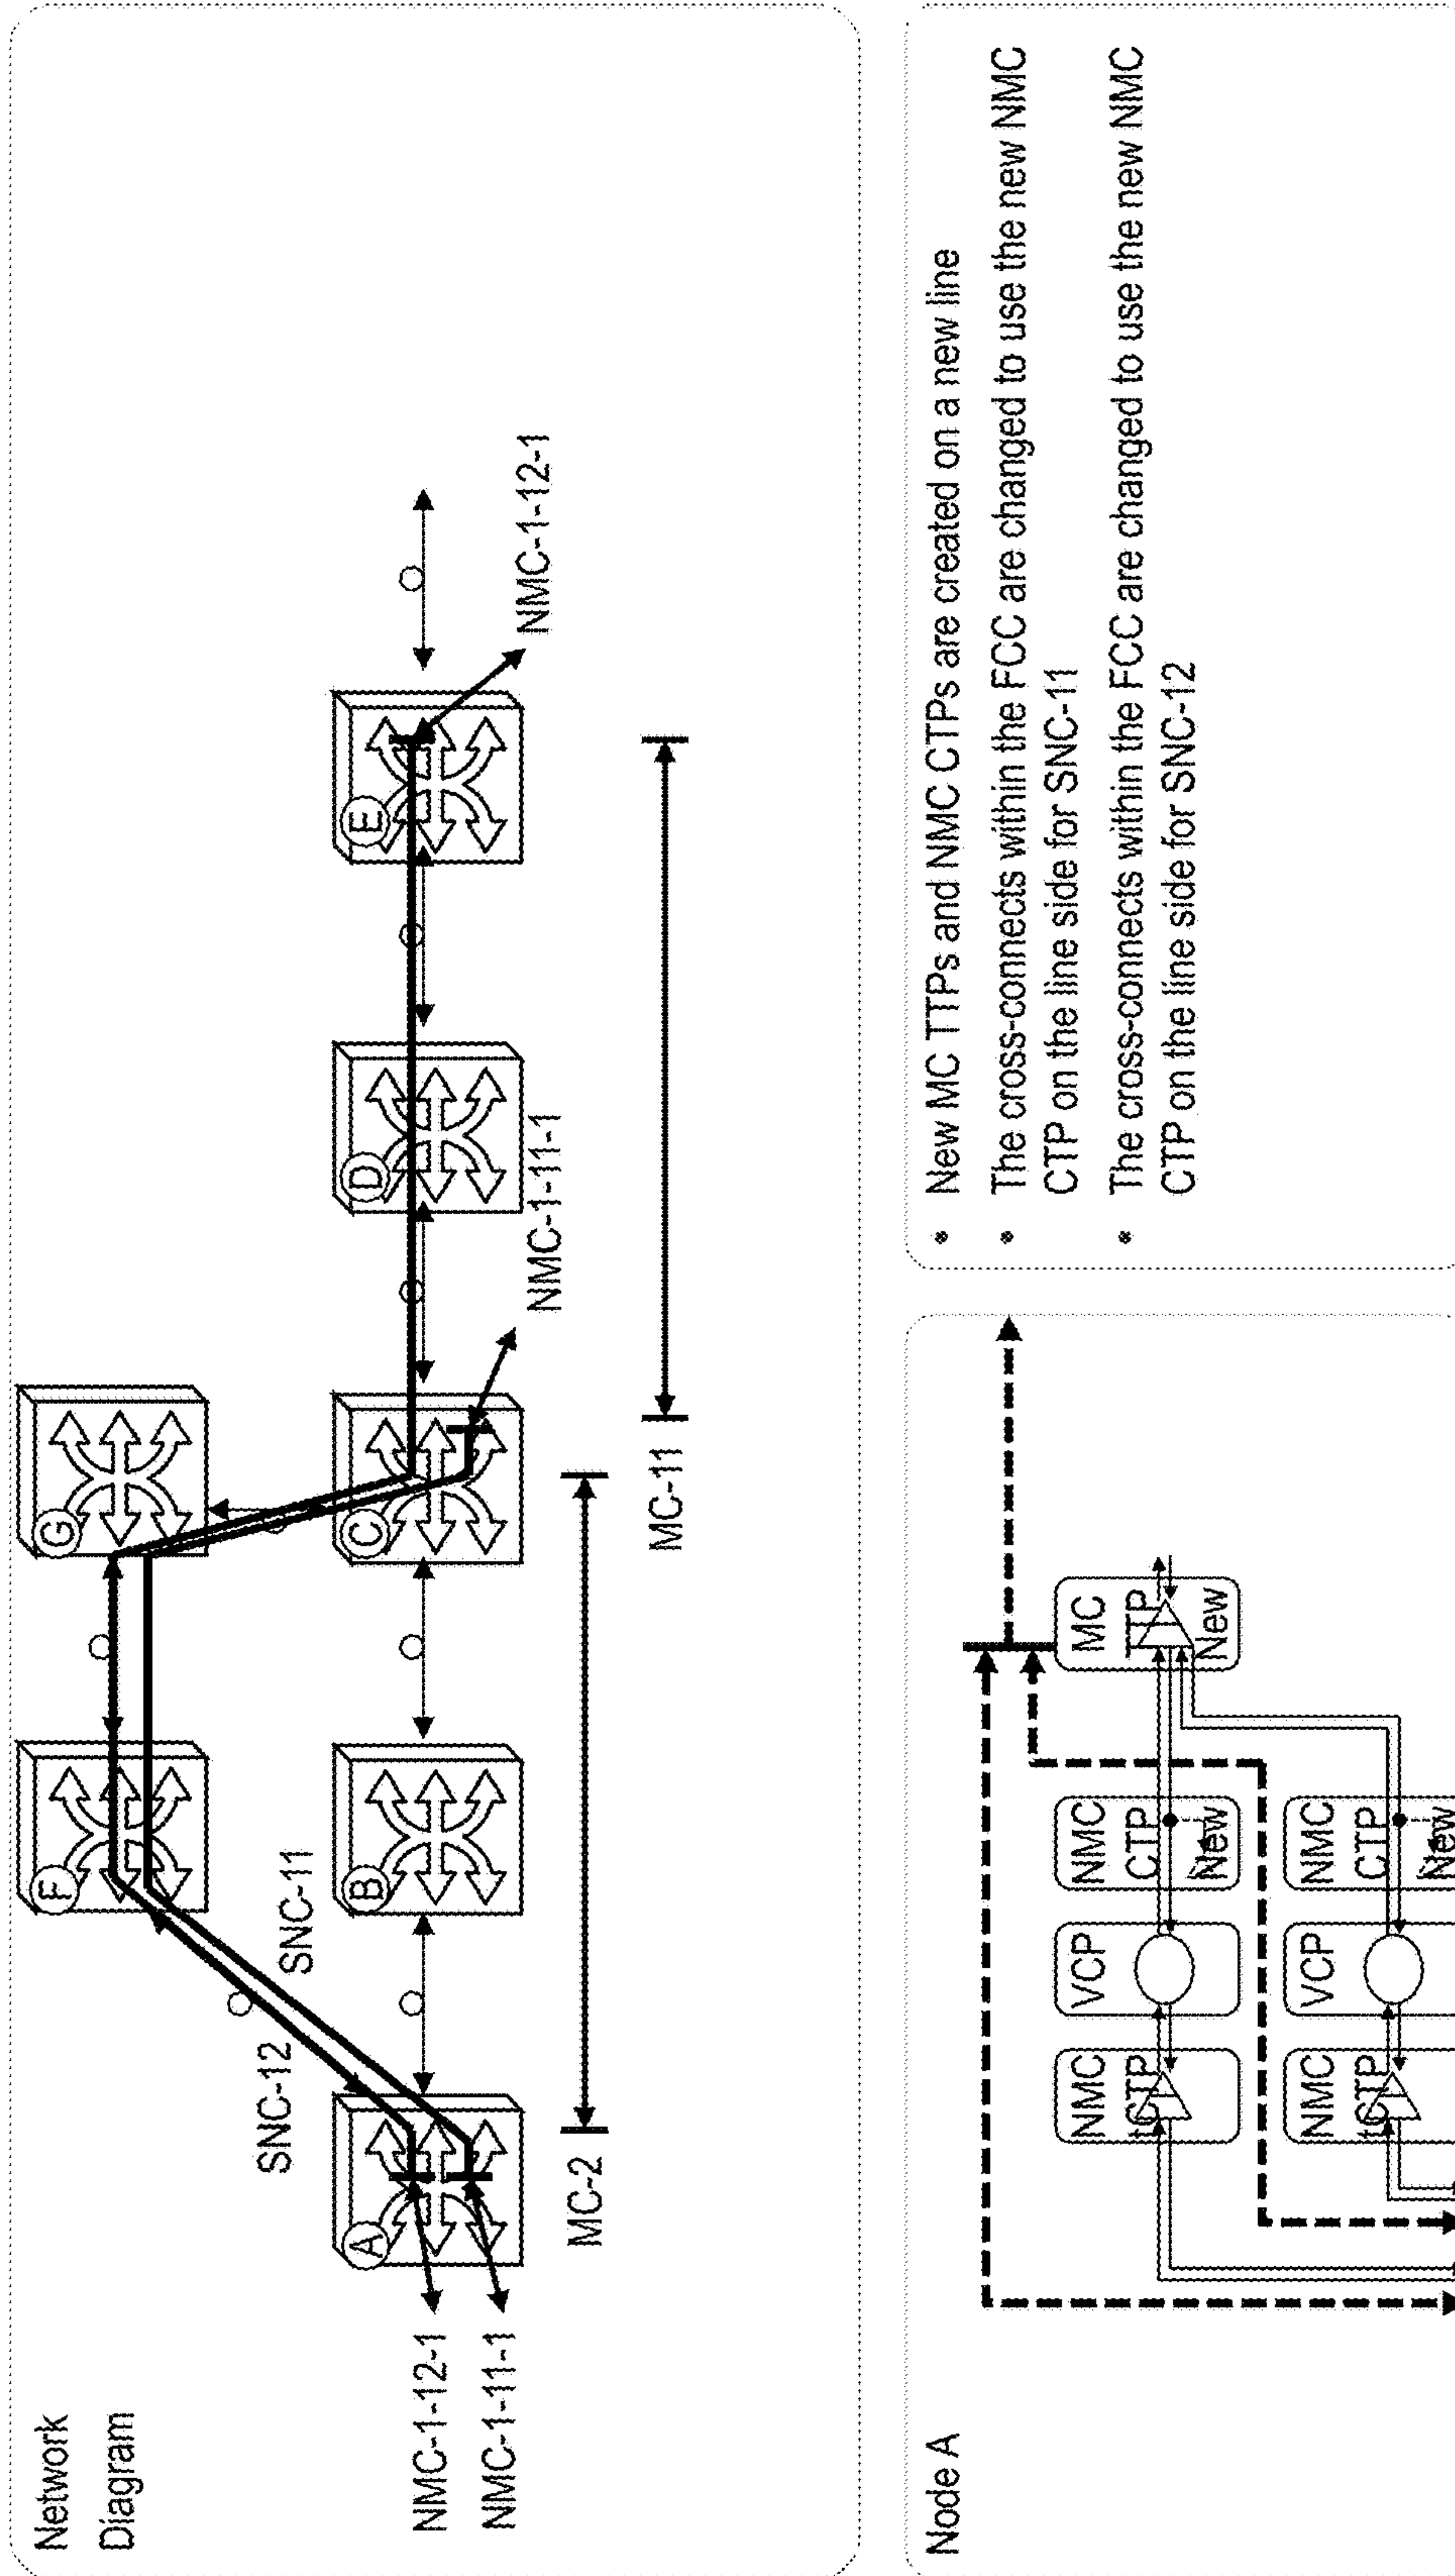 Network
Diagram
G
F
SNC-12
SNC-11
A
B
C
D
E
NMC-1-12-1
NMC-1-11-1
NMC-1-11-1
NMC-1-12-1
MC-2
MC-11
Node A
NMC
tCTP
VCP
NMC
CTP
New
MC
TTP
New
NMC
tCTP
VCP
NMC
CTP
New
• New MC TTPs and NMC CTPs are created on a new line
• The cross-connects within the FCC are changed to use the new NMC
CTP on the line side for SNC-11
• The cross-connects within the FCC are changed to use the new NMC
CTP on the line side for SNC-12